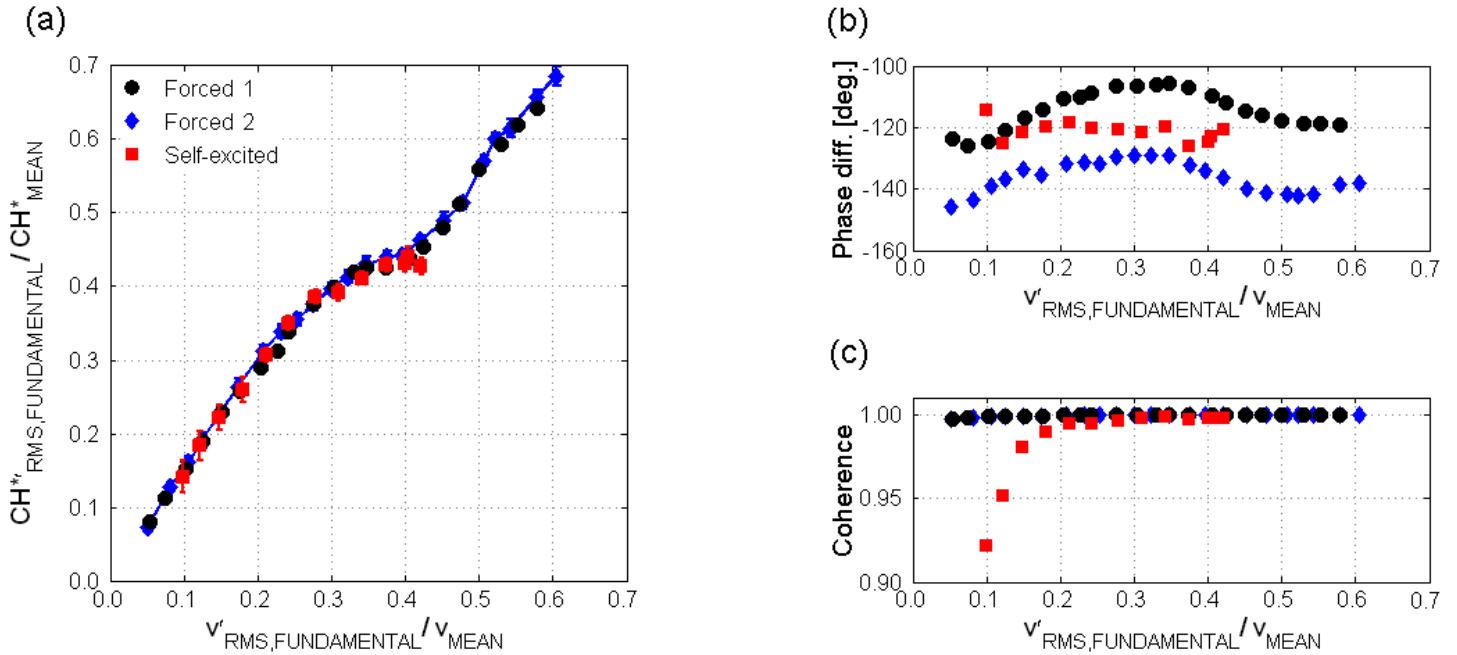 (a)
0.7
0.6
0.5
0.4
0.3
0.2
0.1
0.0
0.0 0.1 0.2 0.3 0.4 0.5 0.6 0.7
CH*′RMS,FUNDAMENTAL / CH*MEAN
v′RMS,FUNDAMENTAL / vMEAN
Forced 1
Forced 2
Self-excited
(b)
-100
-120
-140
-160
0.0 0.1 0.2 0.3 0.4 0.5 0.6 0.7
Phase diff. [deg.]
v′RMS,FUNDAMENTAL / vMEAN
(c)
1.00
0.95
0.90
0.0 0.1 0.2 0.3 0.4 0.5 0.6 0.7
Coherence
v′RMS,FUNDAMENTAL / vMEAN